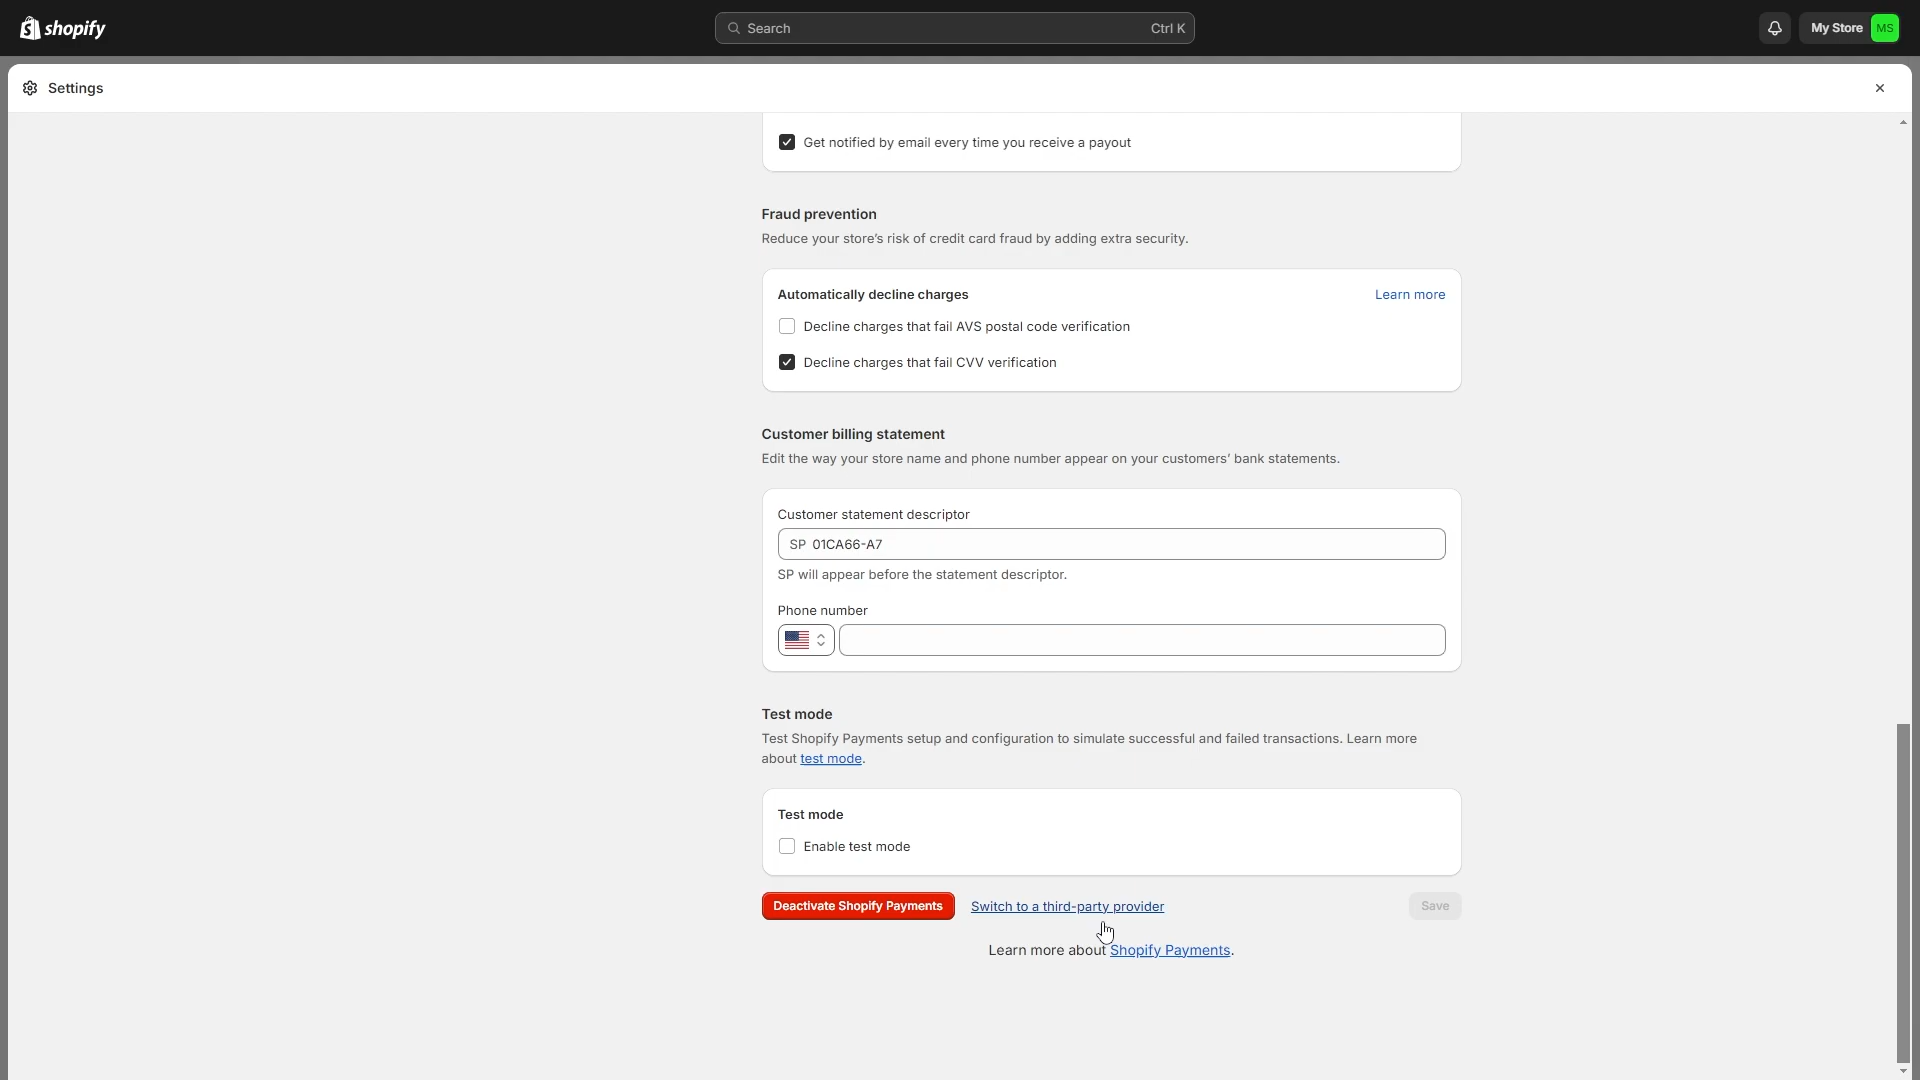 shopify
Search
Ctrl K
My Store
MS
Settings
Get notified by email every time you receive a payout
Fraud prevention
Reduce your store’s risk of credit card fraud by adding extra security.
Automatically decline charges
Learn more
Decline charges that fail AVS postal code verification
Decline charges that fail CVV verification
Customer billing statement
Edit the way your store name and phone number appear on your customers’ bank statements.
Customer statement descriptor
SP 01CA66-A7
SP will appear before the statement descriptor.
Phone number
Test mode
Test Shopify Payments setup and configuration to simulate successful and failed transactions. Learn more
about test mode.
Test mode
Enable test mode
Deactivate Shopify Payments
Switch to a third-party provider
Save
Learn more about Shopify Payments.